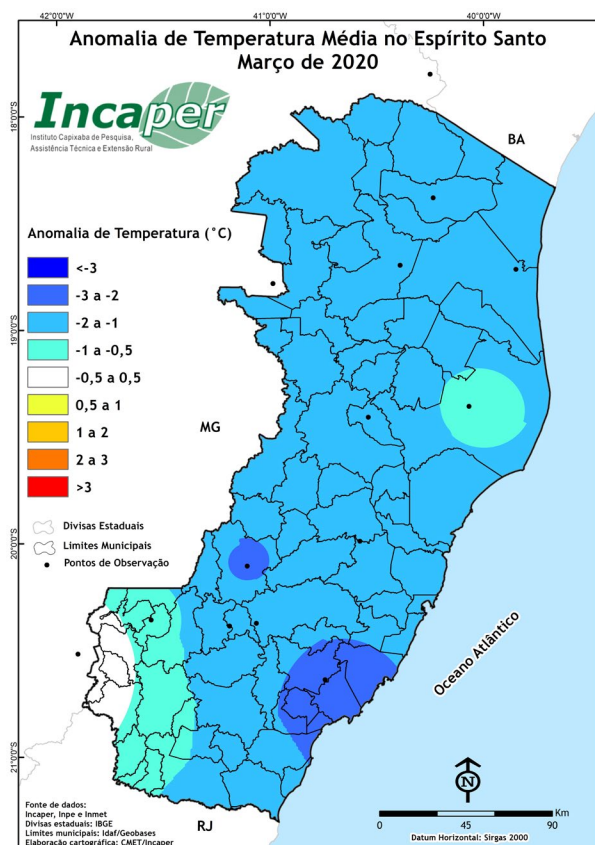 42°0'0"O
41°0'0"O
40°0'0"O
Anomalia de Temperatura Média no Espírito Santo
Março de 2020
Incaper
Instituto Capixaba de Pesquisa,
Assistência Técnica e Extensão Rural
18°0'0"S
BA
Anomalia de Temperatura (°C)
<-3
-3 a -2
-2 a -1
-1 a -0,5
-0,5 a 0,5
0,5 a 1
1 a 2
2 a 3
>3
19°0'0"S
MG
Divisas Estaduais
Limites Municipais
Pontos de Observação
20°0'0"S
Oceano Atlântico
21°0'0"S
Fonte de dados:
Incaper, Inpe e Inmet
Divisas estaduais: IBGE
Limites municipais: Idaf/Geobases
Elaboração cartográfica: CMET/Incaper
RJ
N
Km
0 45 90
Datum Horizontal: Sirgas 2000